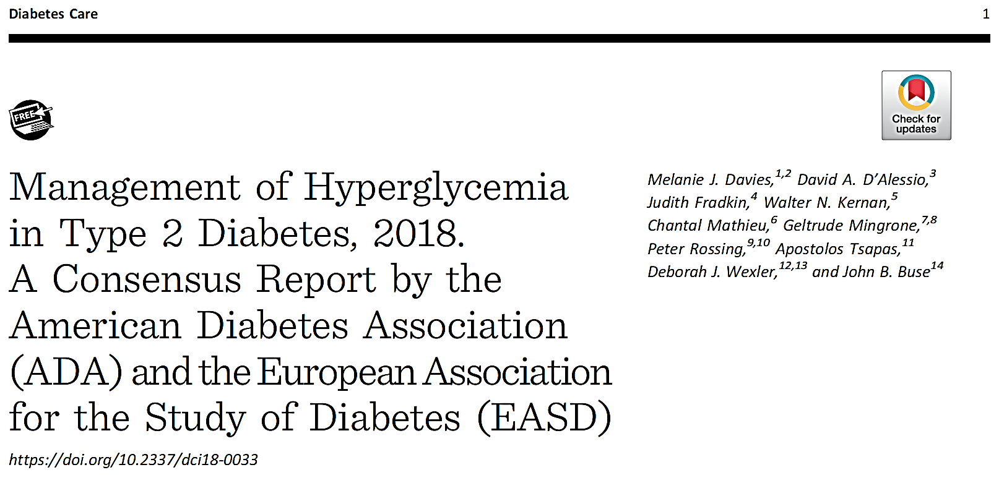 Diabetes Care
1
FREE
Check for
updates
Management of Hyperglycemia
in Type 2 Diabetes, 2018.
A Consensus Report by the
American Diabetes Association
(ADA) and the European Association
for the Study of Diabetes (EASD)
https://doi.org/10.2337/dci18-0033
Melanie J. Davies,1,2 David A. D’Alessio,3
Judith Fradkin,4 Walter N. Kernan,5
Chantal Mathieu,6 Geltrude Mingrone,7,8
Peter Rossing,9,10 Apostolos Tsapas,11
Deborah J. Wexler,12,13 and John B. Buse14